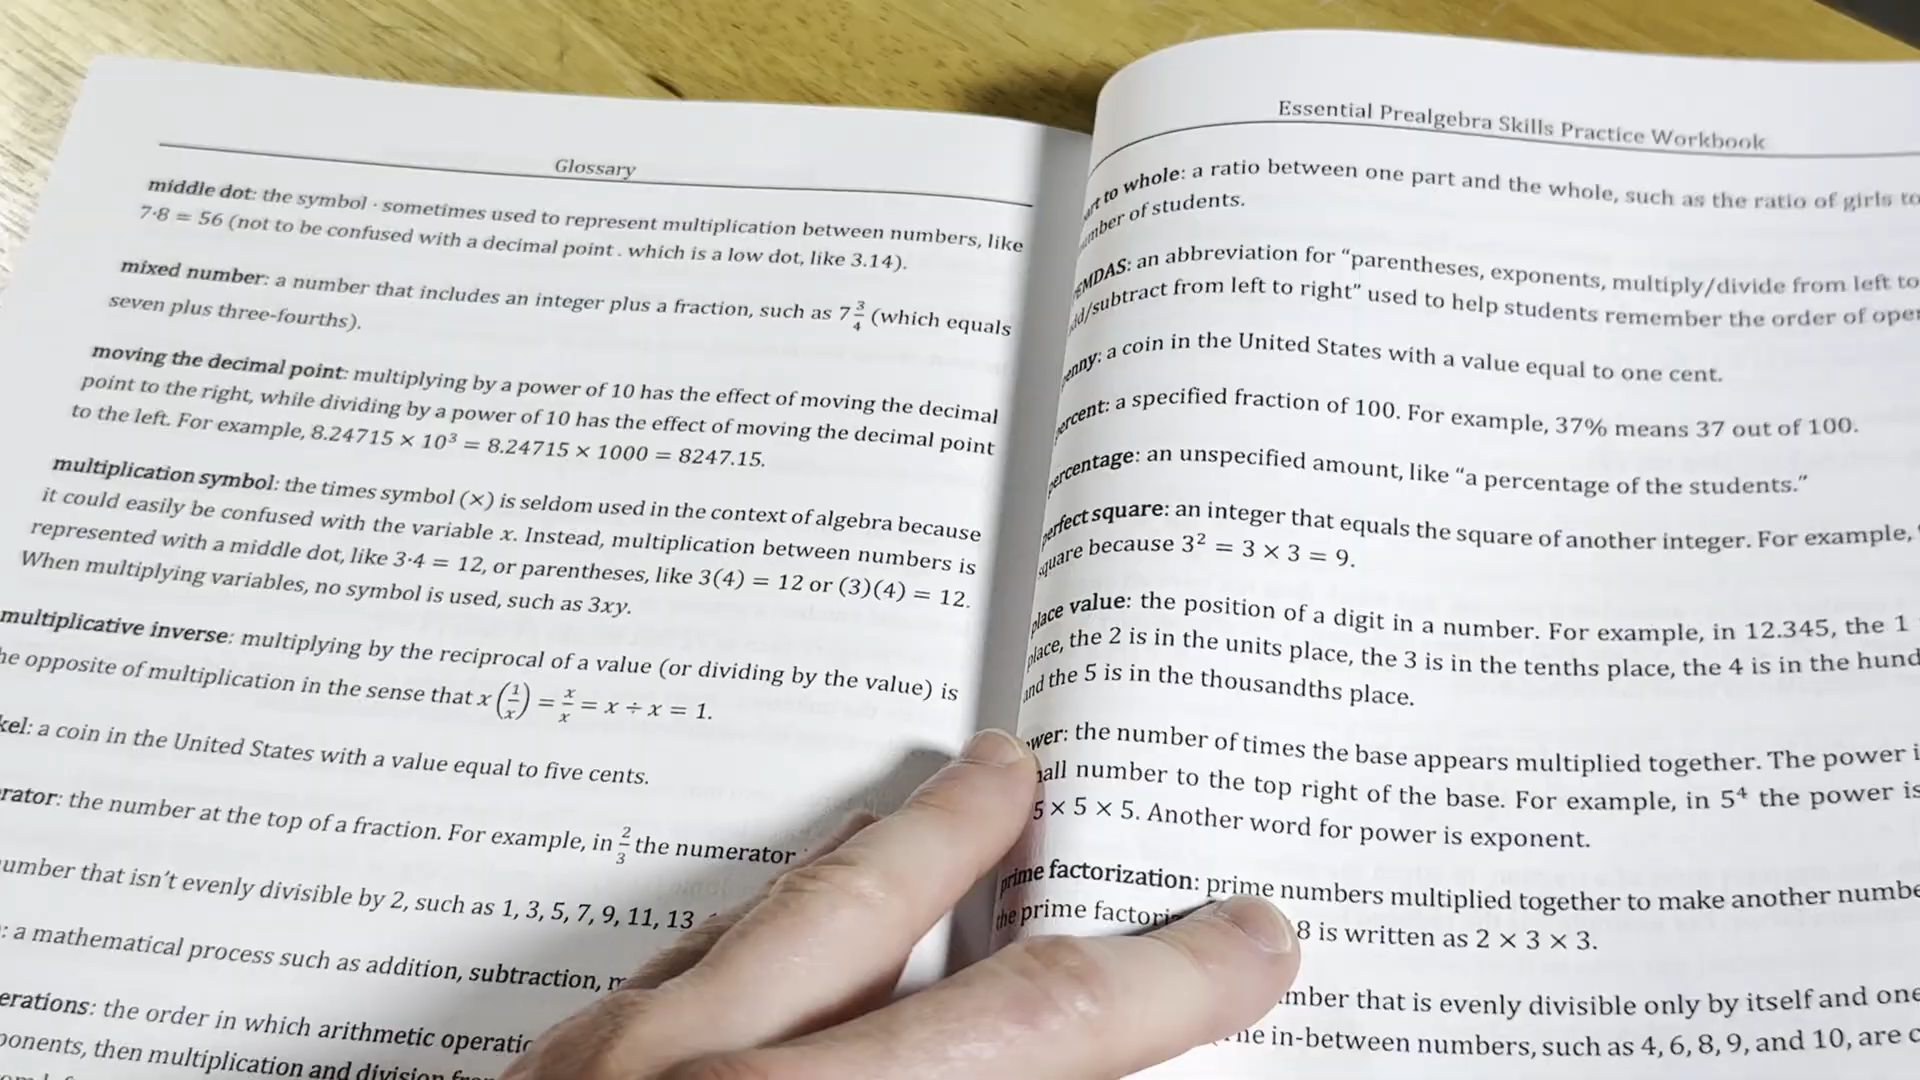 Glossary
middle dot: the symbol · sometimes used to represent multiplication between numbers, like
7·8 = 56 (not to be confused with a decimal point . which is a low dot, like 3.14).
mixed number: a number that includes an integer plus a fraction, such as 7 3/4 (which equals
seven plus three-fourths).
moving the decimal point: multiplying by a power of 10 has the effect of moving the decimal
point to the right, while dividing by a power of 10 has the effect of moving the decimal point
to the left. For example, 8.24715 × 10³ = 8.24715 × 1000 = 8247.15.
multiplication symbol: the times symbol (×) is seldom used in the context of algebra because
it could easily be confused with the variable x. Instead, multiplication between numbers is
represented with a middle dot, like 3·4 = 12, or parentheses, like 3(4) = 12 or (3)(4) = 12.
When multiplying variables, no symbol is used, such as 3xy.
multiplicative inverse: multiplying by the reciprocal of a value (or dividing by the value) is
he opposite of multiplication in the sense that x (1/x) = x/x = x ÷ x = 1.
kel: a coin in the United States with a value equal to five cents.
rator: the number at the top of a fraction. For example, in 2/3 the numerator
umber that isn't evenly divisible by 2, such as 1, 3, 5, 7, 9, 11, 13
: a mathematical process such as addition, subtraction,
erations: the order in which arithmetic operatic
ponents, then multiplication and division
Essential Prealgebra Skills Practice Workbook
art to whole: a ratio between one part and the whole, such as the ratio of girls to
mber of students.
EMDAS: an abbreviation for "parentheses, exponents, multiply/divide from left to
dd/subtract from left to right" used to help students remember the order of oper
enny: a coin in the United States with a value equal to one cent.
ercent: a specified fraction of 100. For example, 37% means 37 out of 100.
percentage: an unspecified amount, like "a percentage of the students."
erfect square: an integer that equals the square of another integer. For example,
square because 3² = 3 × 3 = 9.
place value: the position of a digit in a number. For example, in 12.345, the 1
place, the 2 is in the units place, the 3 is in the tenths place, the 4 is in the hund
and the 5 is in the thousandths place.
ower: the number of times the base appears multiplied together. The power i
mall number to the top right of the base. For example, in 5⁴ the power is
5 × 5 × 5. Another word for power is exponent.
prime factorization: prime numbers multiplied together to make another numbe
the prime factori 8 is written as 2 × 3 × 3.
mber that is evenly divisible only by itself and one
he in-between numbers, such as 4, 6, 8, 9, and 10, are c